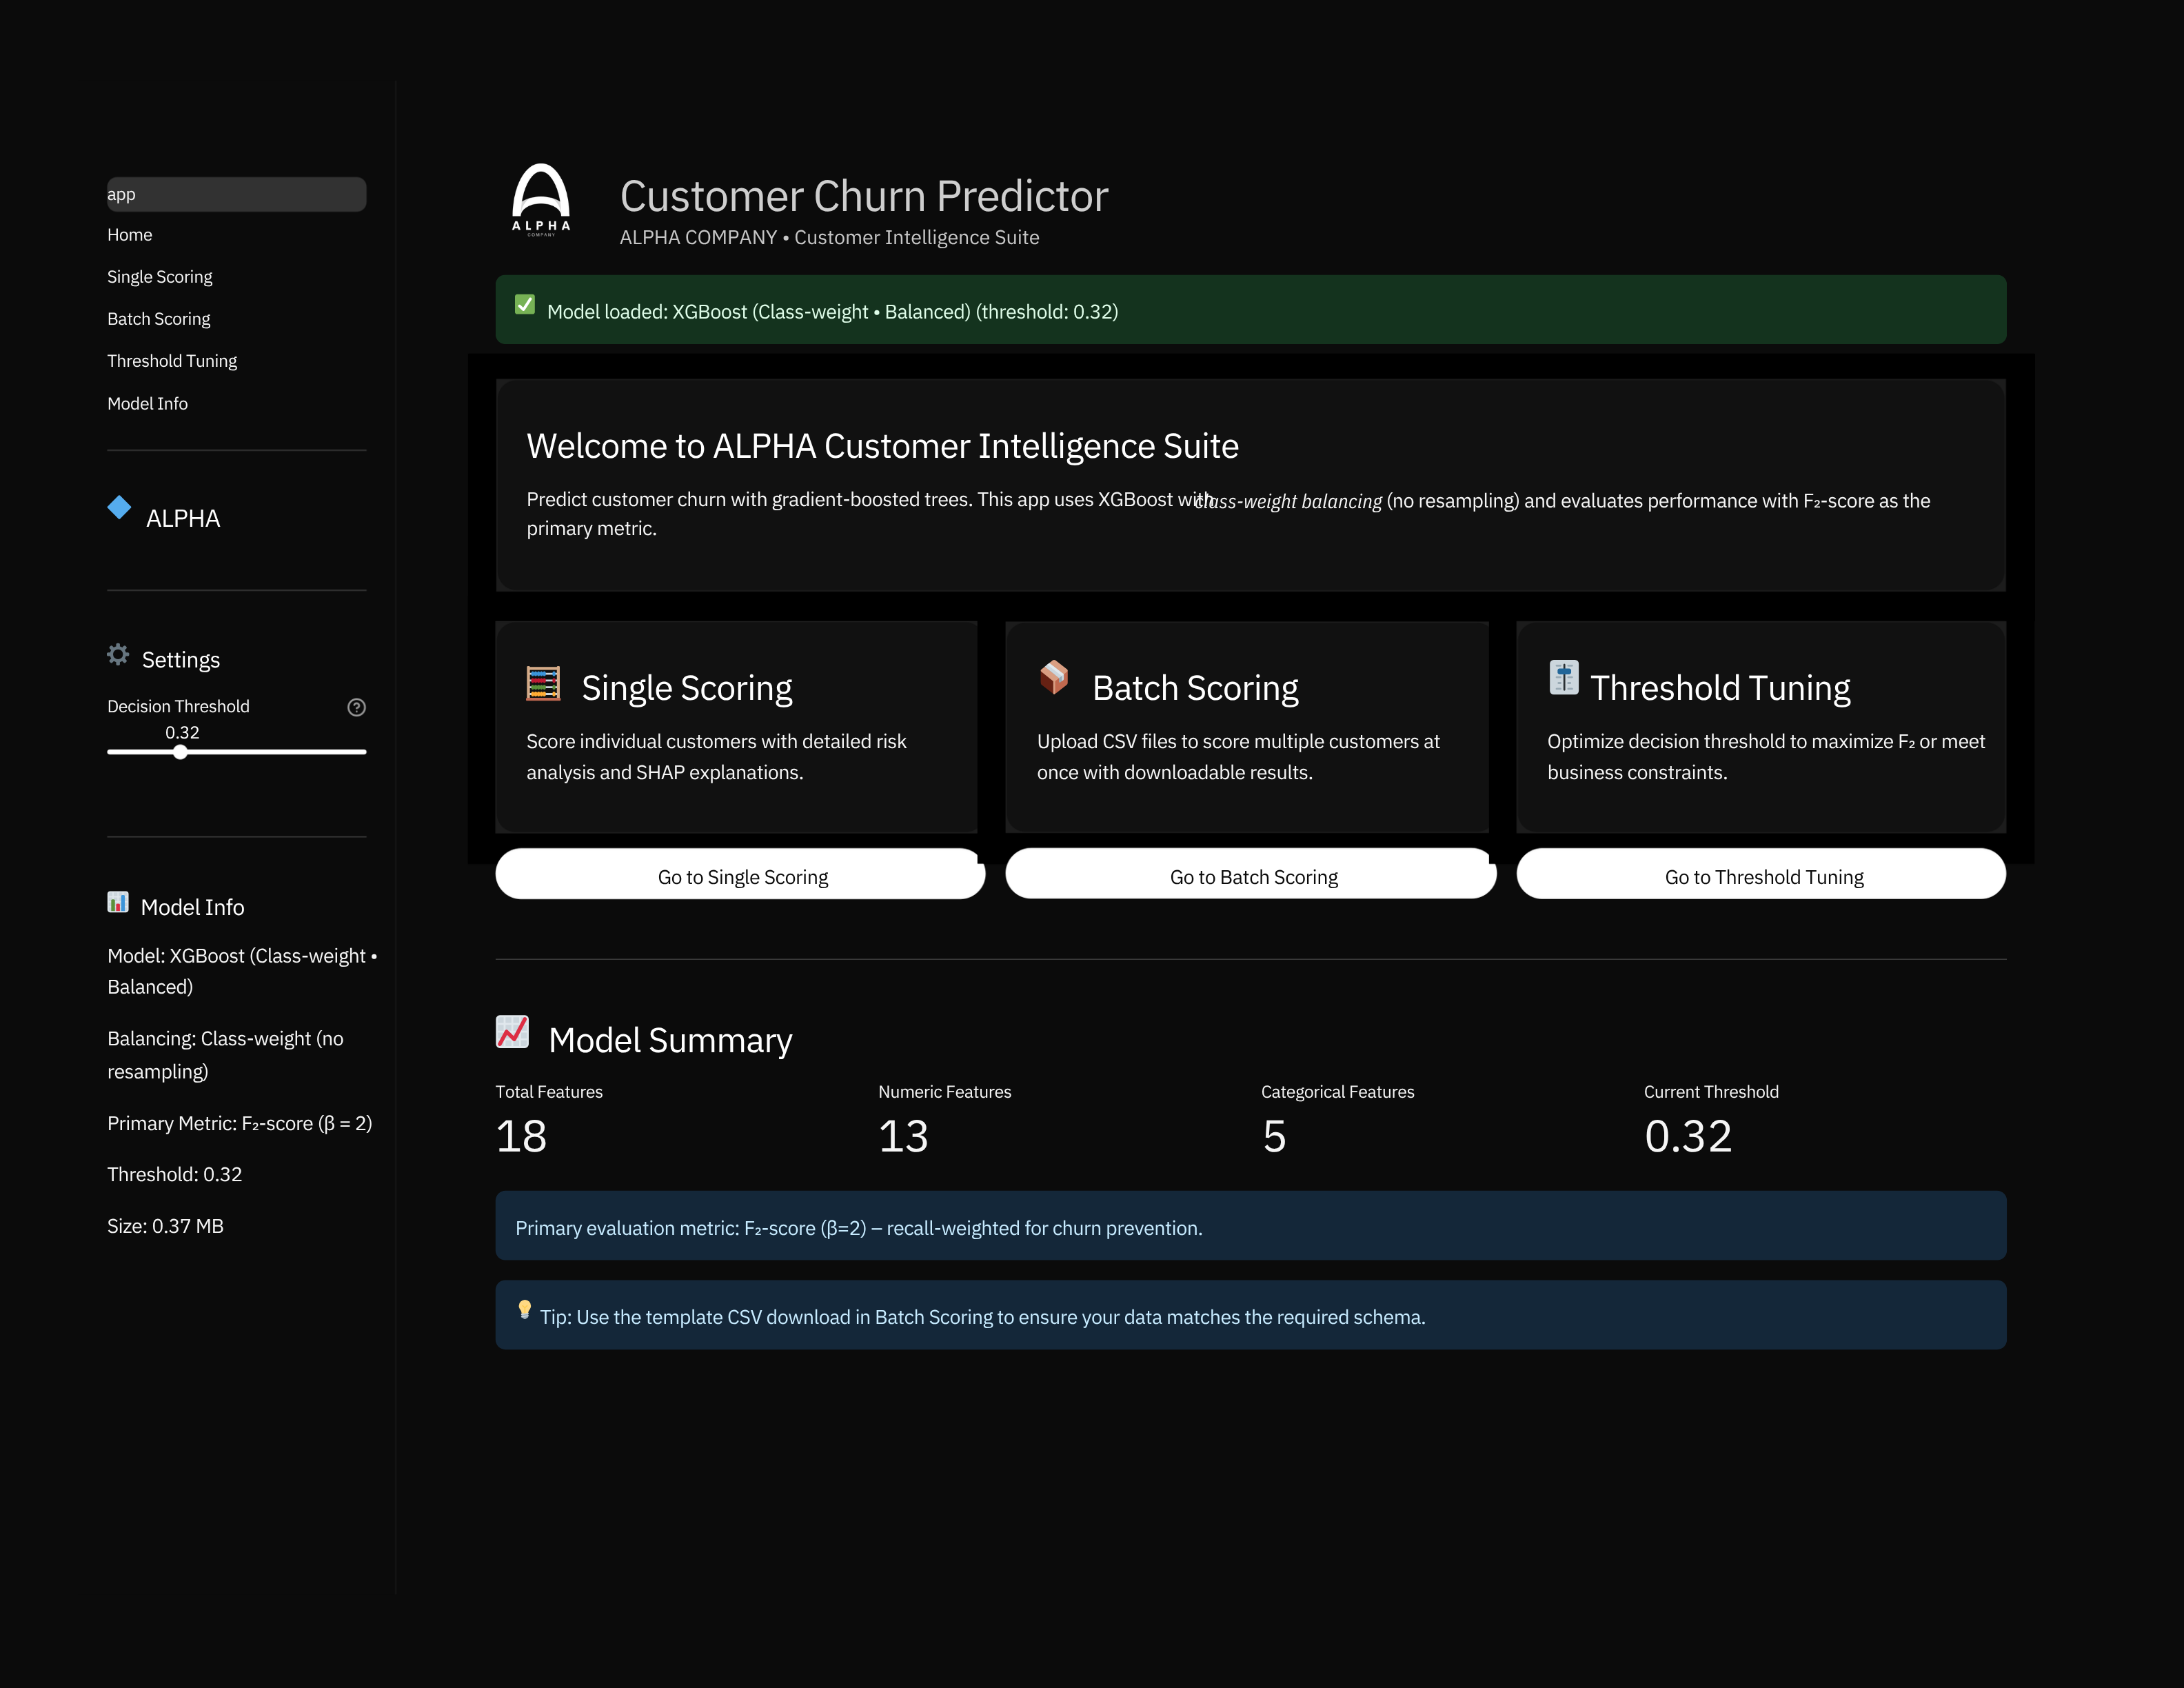 app
Home
Single Scoring
Batch Scoring
Threshold Tuning
Model Info
ALPHA
Settings
Decision Threshold
0.32
Model Info
Model: XGBoost (Class-weight •
Balanced)
Balancing: Class-weight (no
resampling)
Primary Metric: F₂-score (β = 2)
Threshold: 0.32
Size: 0.37 MB
ALPHA
COMPANY
Customer Churn Predictor
ALPHA COMPANY • Customer Intelligence Suite
Model loaded: XGBoost (Class-weight • Balanced) (threshold: 0.32)
Welcome to ALPHA Customer Intelligence Suite
Predict customer churn with gradient-boosted trees. This app uses XGBoost with class-weight balancing (no resampling) and evaluates performance with F₂-score as the
primary metric.
Single Scoring
Score individual customers with detailed risk
analysis and SHAP explanations.
Go to Single Scoring
Batch Scoring
Upload CSV files to score multiple customers at
once with downloadable results.
Go to Batch Scoring
Threshold Tuning
Optimize decision threshold to maximize F₂ or meet
business constraints.
Go to Threshold Tuning
Model Summary
Total Features
18
Numeric Features
13
Categorical Features
5
Current Threshold
0.32
Primary evaluation metric: F₂-score (β=2) – recall-weighted for churn prevention.
Tip: Use the template CSV download in Batch Scoring to ensure your data matches the required schema.